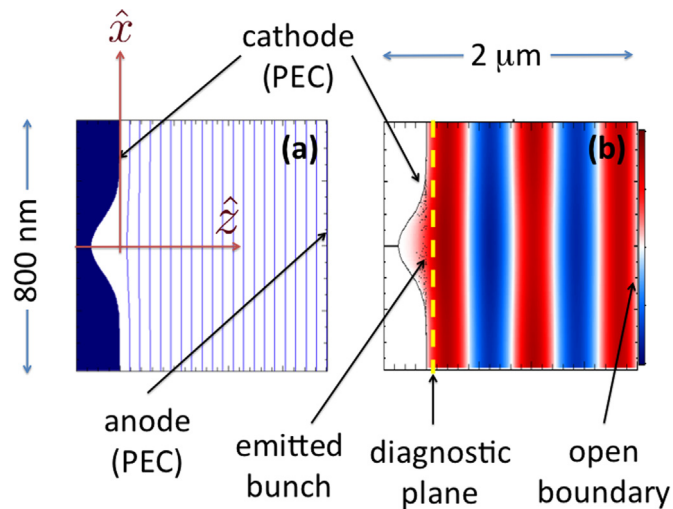 x̂
cathode
(PEC)
2 μm
(a)
(b)
ẑ
800 nm
anode
(PEC)
emitted
bunch
diagnostic
plane
open
boundary